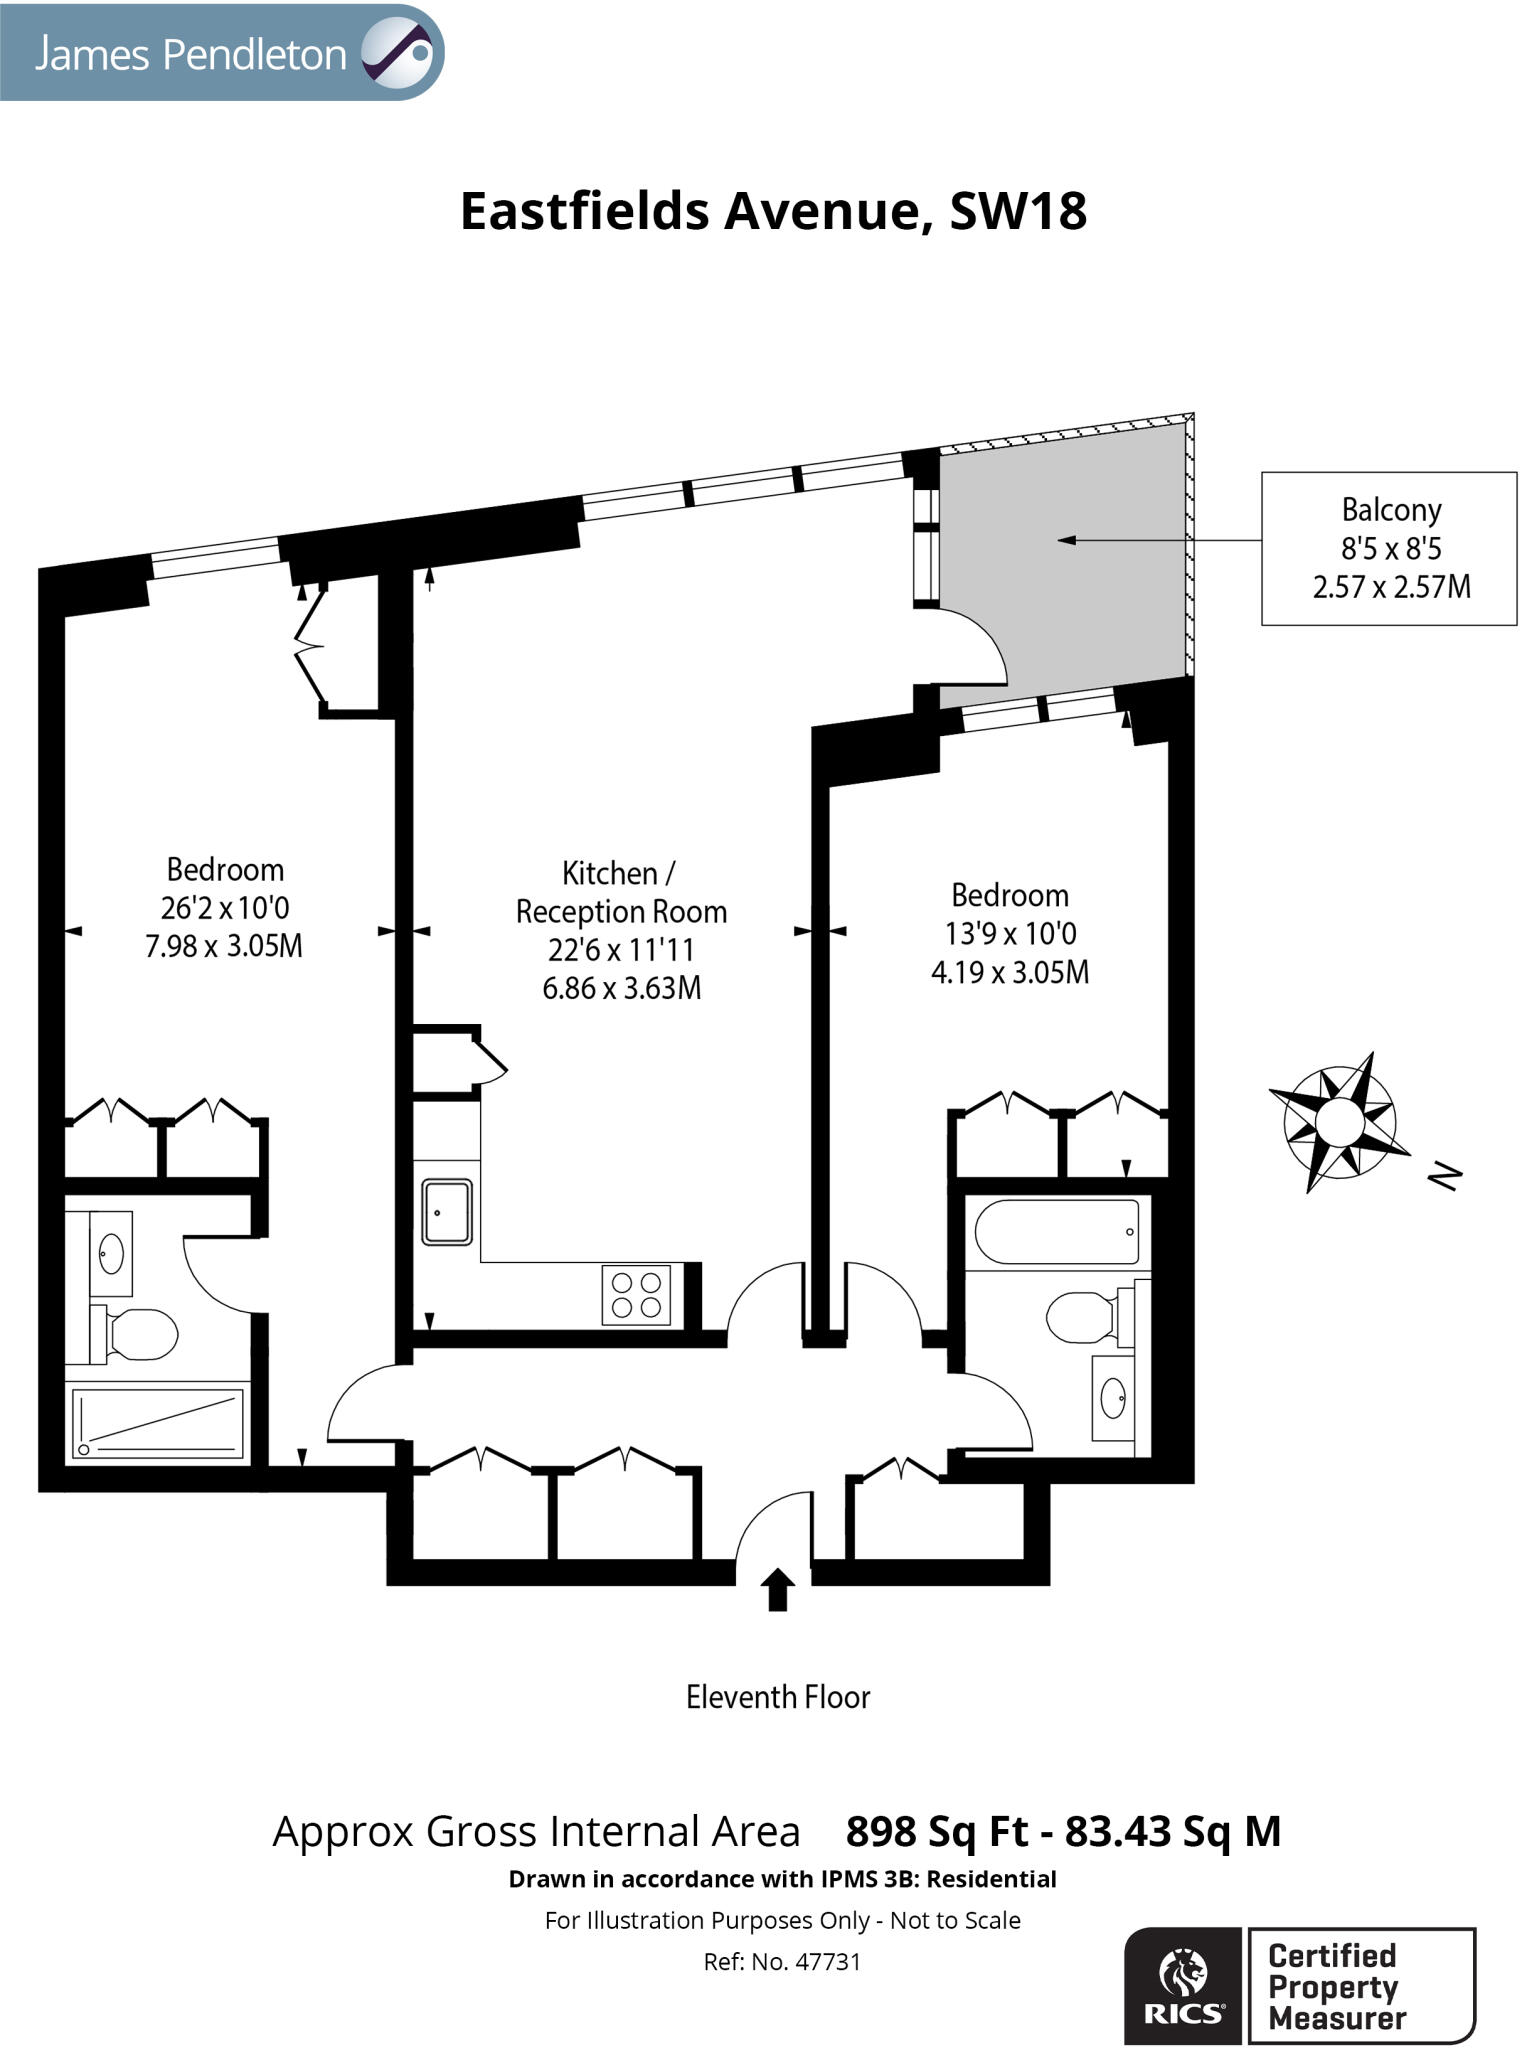 James Pendleton
Eastfields Avenue, SW18
Balcony
8'5 x 8'5
2.57 x 2.57M
Bedroom
26'2 x 10'0
7.98 x 3.05M
Kitchen /
Reception Room
22'6 x 11'11
6.86 x 3.63M
Bedroom
13'9 x 10'0
4.19 x 3.05M
N
Eleventh Floor
Approx Gross Internal Area 898 Sq Ft - 83.43 Sq M
Drawn in accordance with IPMS 3B: Residential
For Illustration Purposes Only - Not to Scale
Ref: No. 47731
RICS®
Certified
Property
Measurer